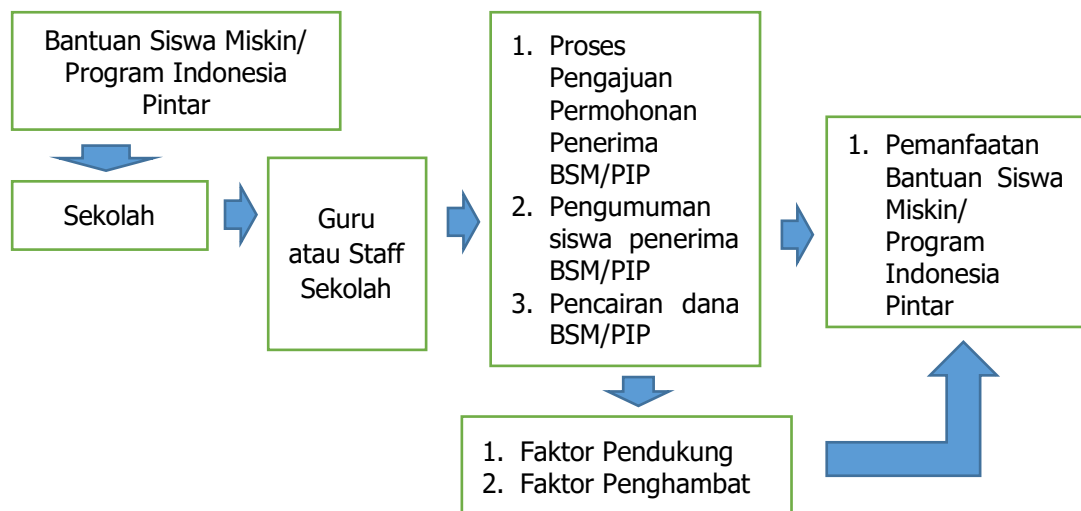 Bantuan Siswa Miskin/
Program Indonesia
Pintar
Sekolah
Guru
atau Staff
Sekolah
1. Proses
Pengajuan
Permohonan
Penerima
BSM/PIP
2. Pengumuman
siswa penerima
BSM/PIP
3. Pencairan dana
BSM/PIP
1. Pemanfaatan
Bantuan Siswa
Miskin/
Program
Indonesia
Pintar
1. Faktor Pendukung
2. Faktor Penghambat